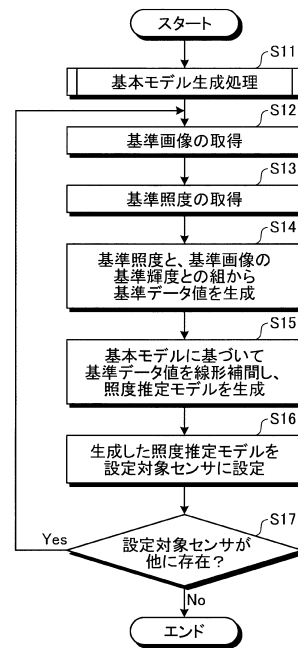 スタート
S11
基本モデル生成処理
S12
基準画像の取得
S13
基準照度の取得
S14
基準照度と、基準画像の
基準輝度との組から
基準データ値を生成
S15
基本モデルに基づいて
基準データ値を線形補間し、
照度推定モデルを生成
S16
生成した照度推定モデルを
設定対象センサに設定
S17
Yes
設定対象センサが
他に存在？
No
エンド